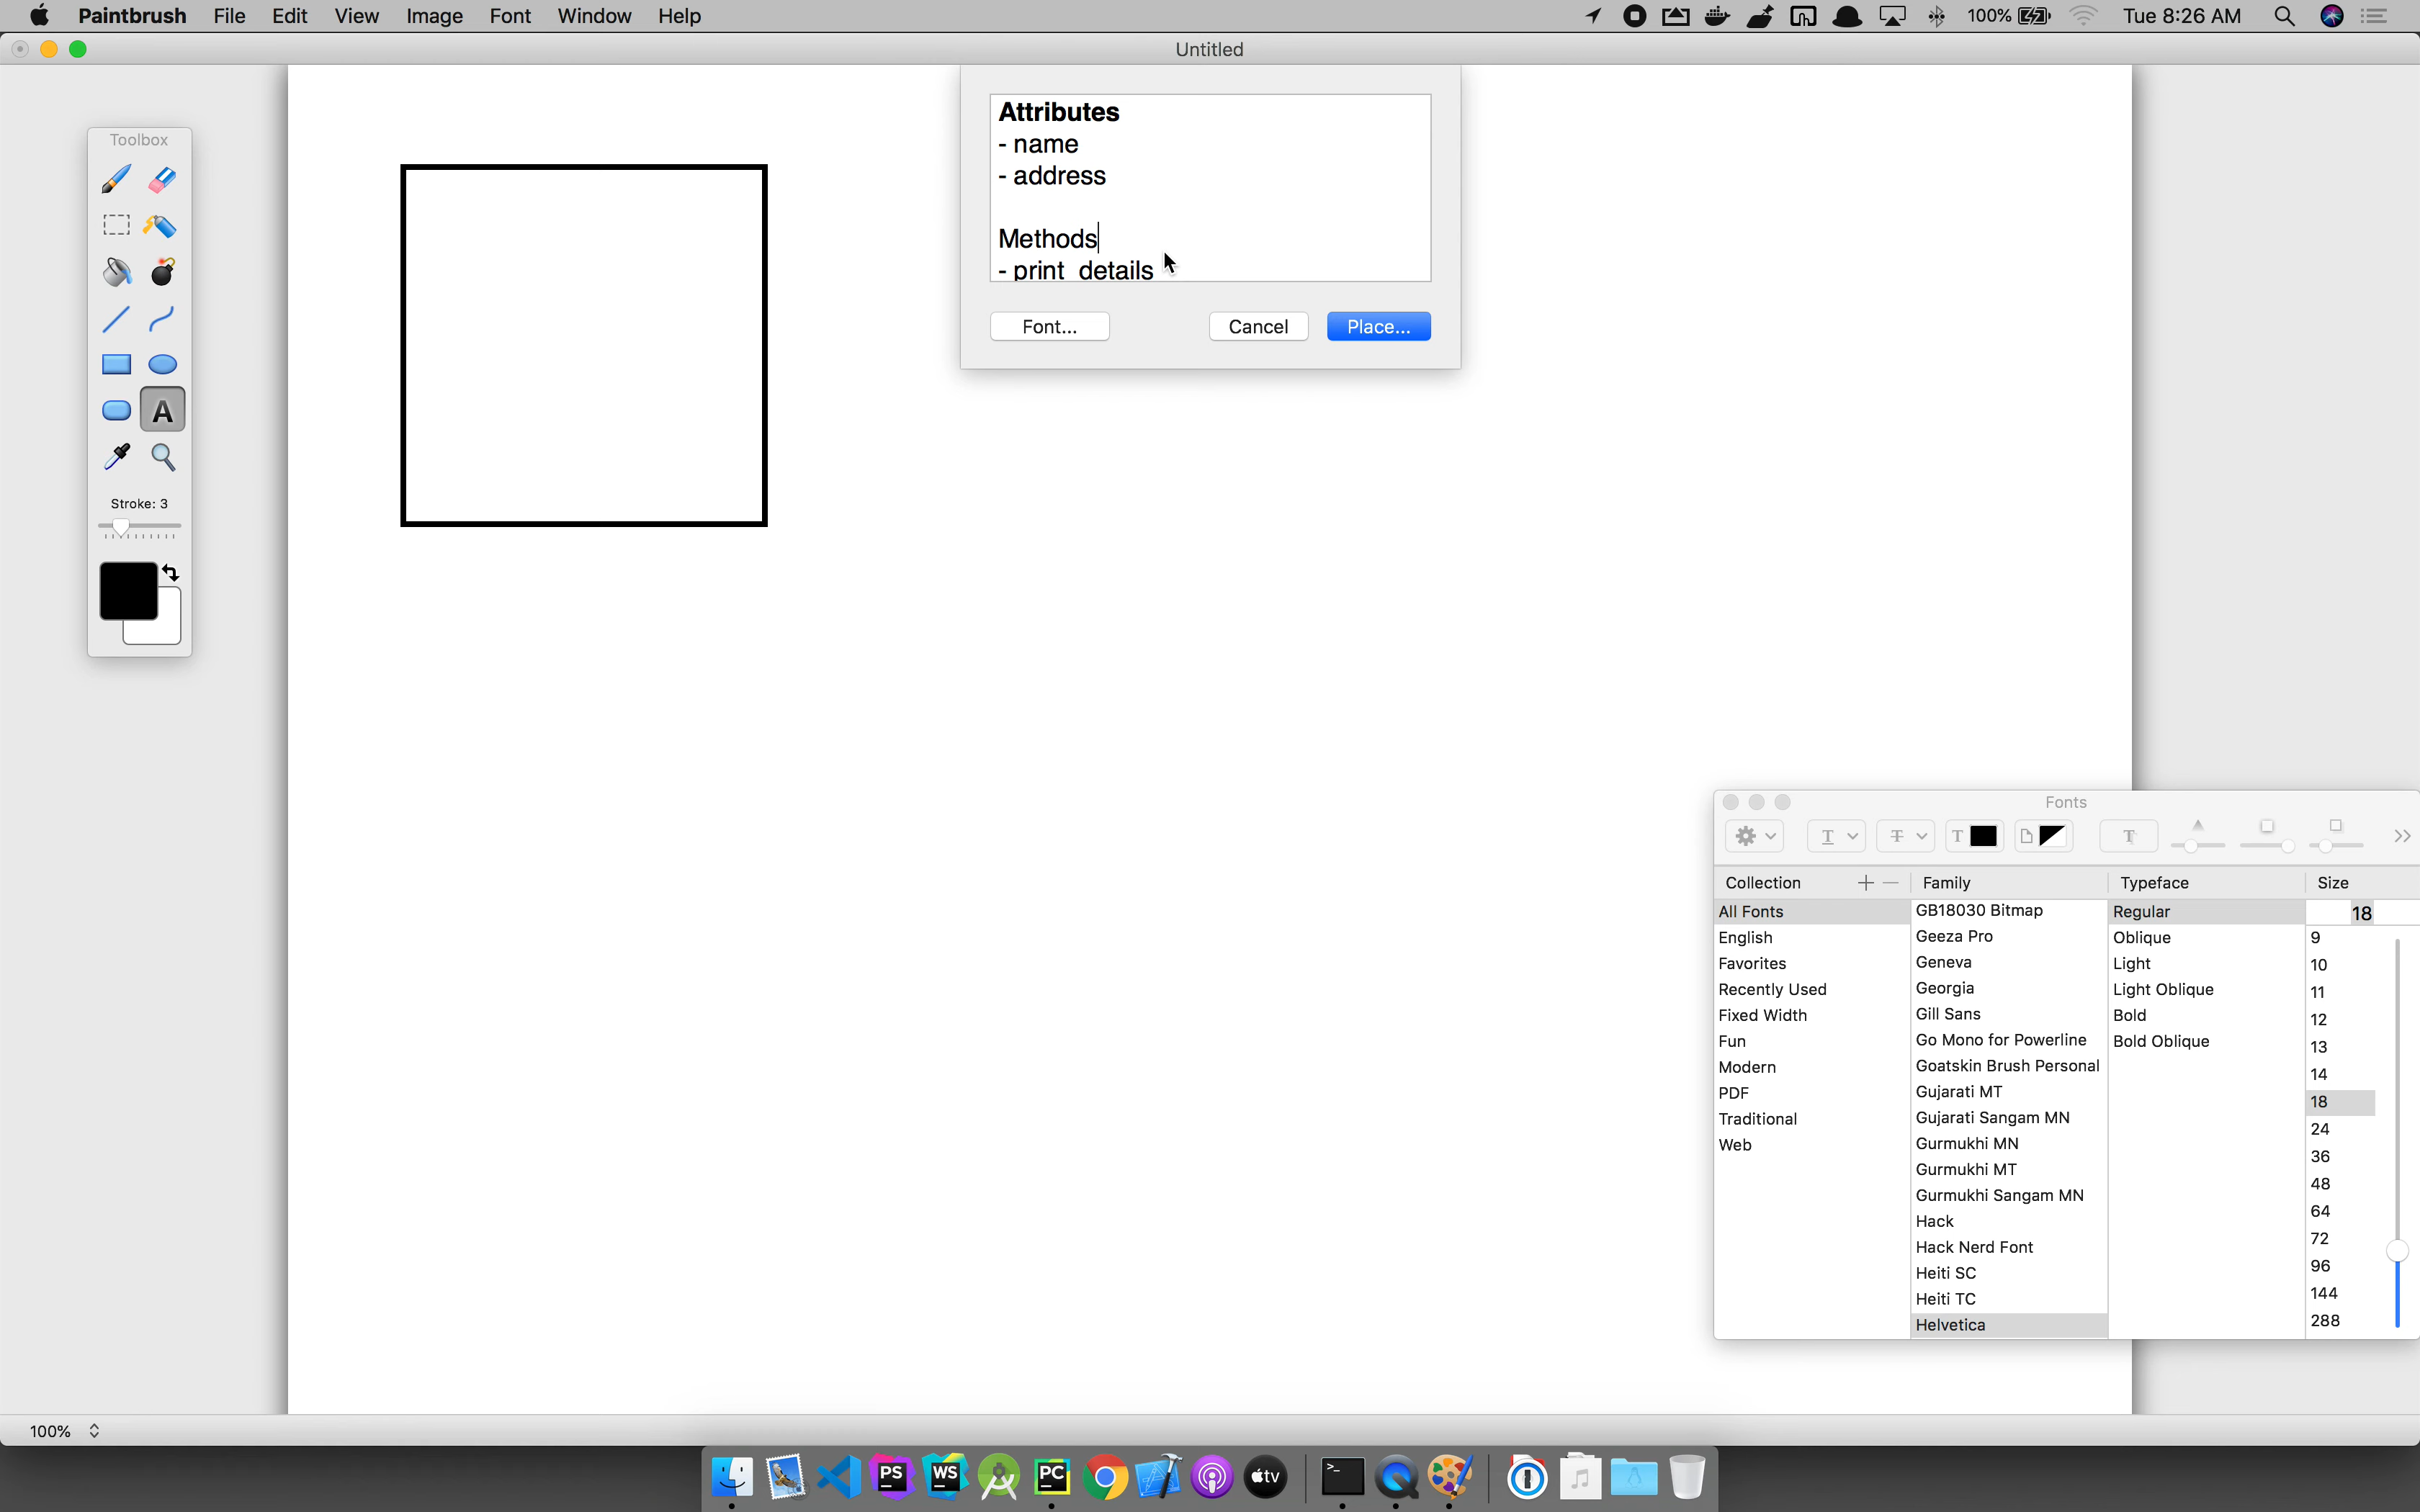 Paintbrush File Edit View Image Font Window Help 100% Tue 8:26 AM
Untitled
Toolbox
A
Stroke: 3
Attributes
- name
- address
Methods
- print_details
Font... Cancel Place...
Fonts
T T T T
Collection Family Typeface Size
All Fonts GB18030 Bitmap Regular 18
English Geeza Pro Oblique 9
Favorites Geneva Light 10
Recently Used Georgia Light Oblique 11
Fixed Width Gill Sans Bold 12
Fun Go Mono for Powerline Bold Oblique 13
Modern Goatskin Brush Personal 14
PDF Gujarati MT 18
Traditional Gujarati Sangam MN 24
Web Gurmukhi MN 36
Gurmukhi MT 48
Gurmukhi Sangam MN 64
Hack 72
Hack Nerd Font 96
Heiti SC 144
Heiti TC 288
Helvetica
100%
PS WS PC tv >_